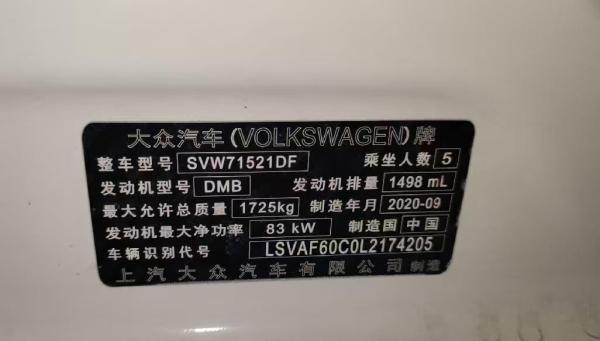 大众汽车(VOLKSWAGEN)牌
整车型号 SVW71521DF 乘坐人数 5
发动机型号 DMB 发动机排量 1498 mL
最大允许总质量 1725kg 制造年月 2020-09
发动机最大净功率 83 kW 制造国 中国
车辆识别代号 LSVAF60C0L2174205
上汽大众汽车有限公司 制造